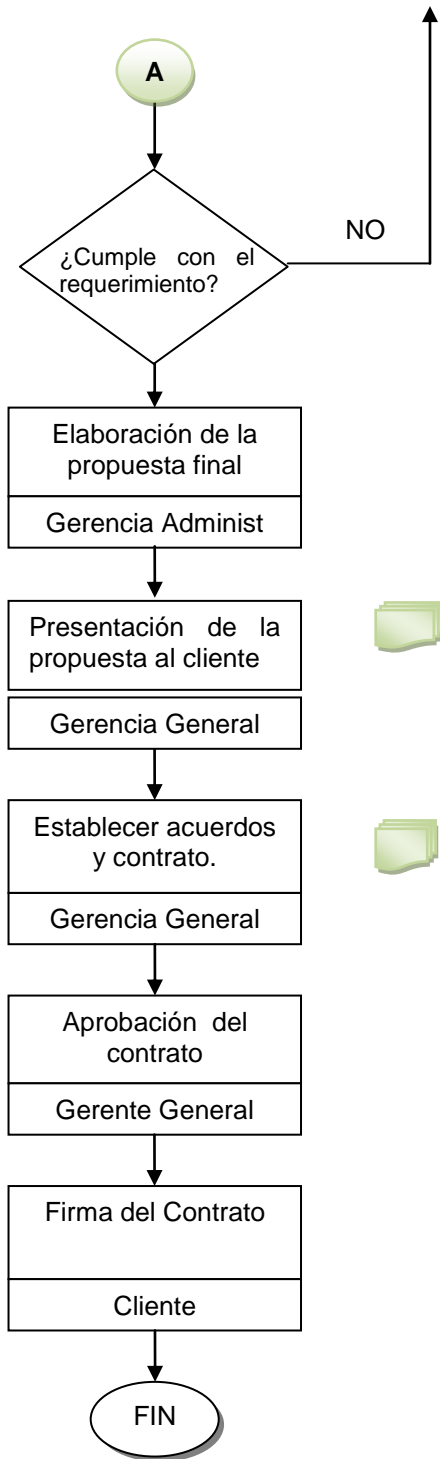 A
NO
¿Cumple con el
requerimiento?
Elaboración de la
propuesta final
Gerencia Administ
Presentación de la
propuesta al cliente
Gerencia General
Establecer acuerdos
y contrato.
Gerencia General
Aprobación del
contrato
Gerente General
Firma del Contrato
Cliente
FIN